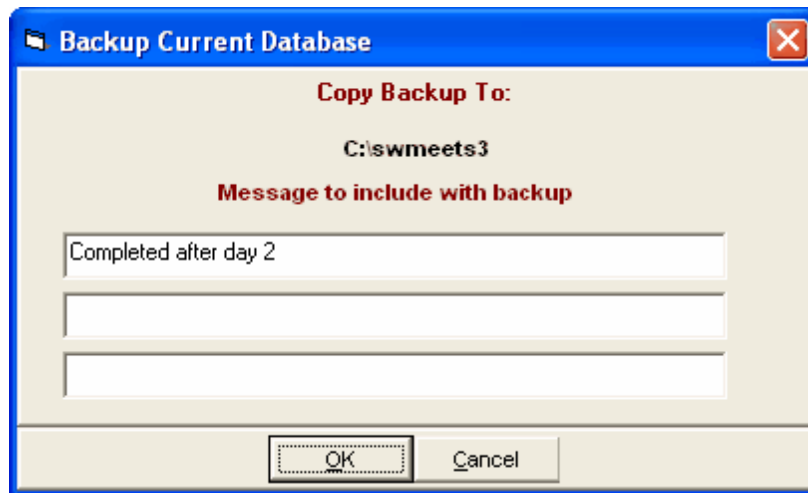 Backup Current Database
Copy Backup To:
C:\swmeets3
Message to include with backup
Completed after day 2
OK Cancel